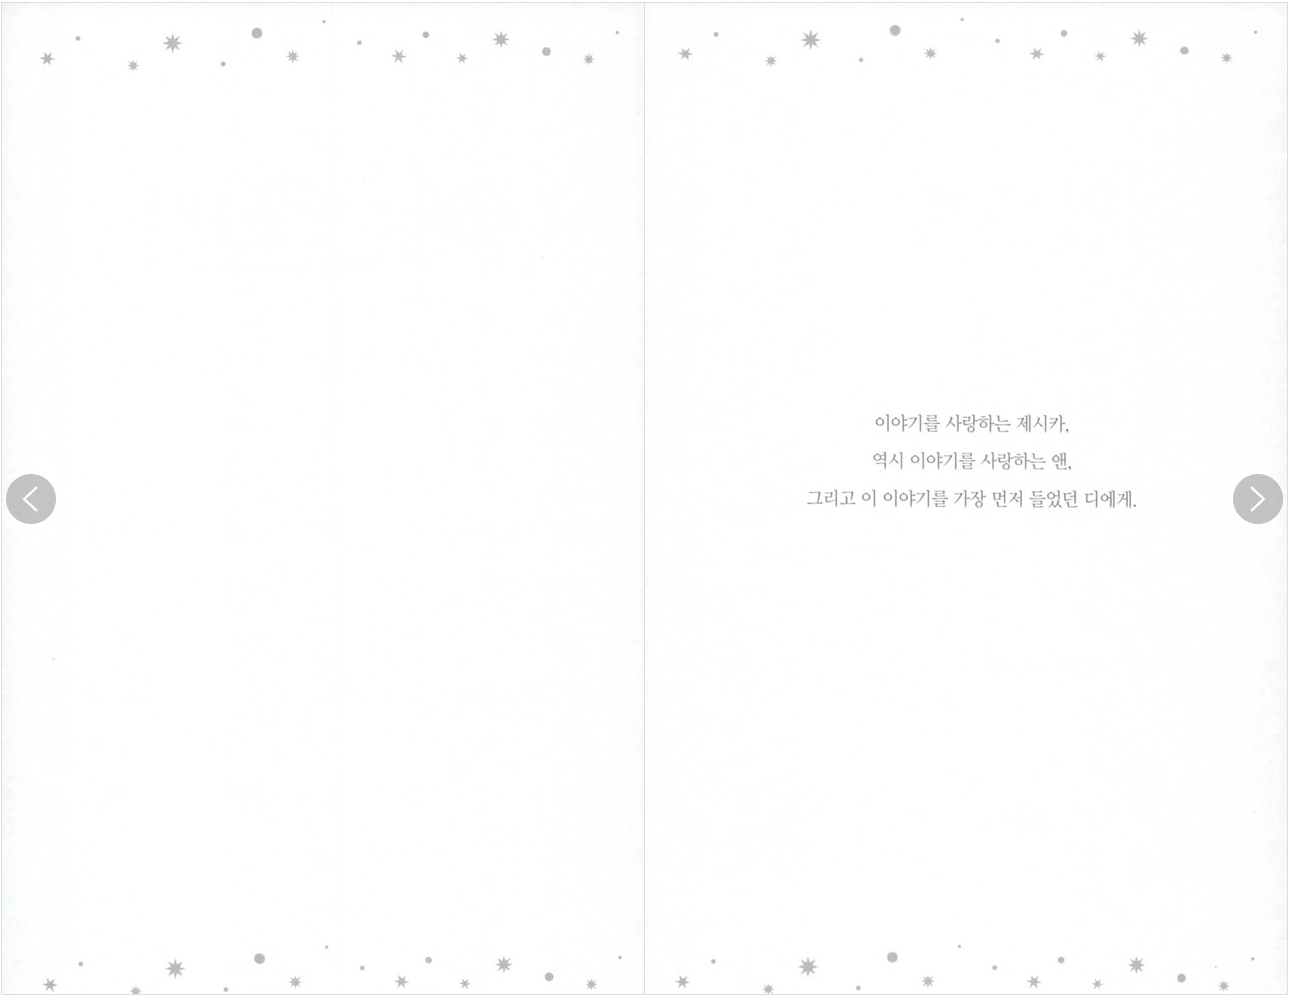 이야기를 사랑하는 제시카,
역시 이야기를 사랑하는 앤,
그리고 이 이야기를 가장 먼저 들었던 디에게.